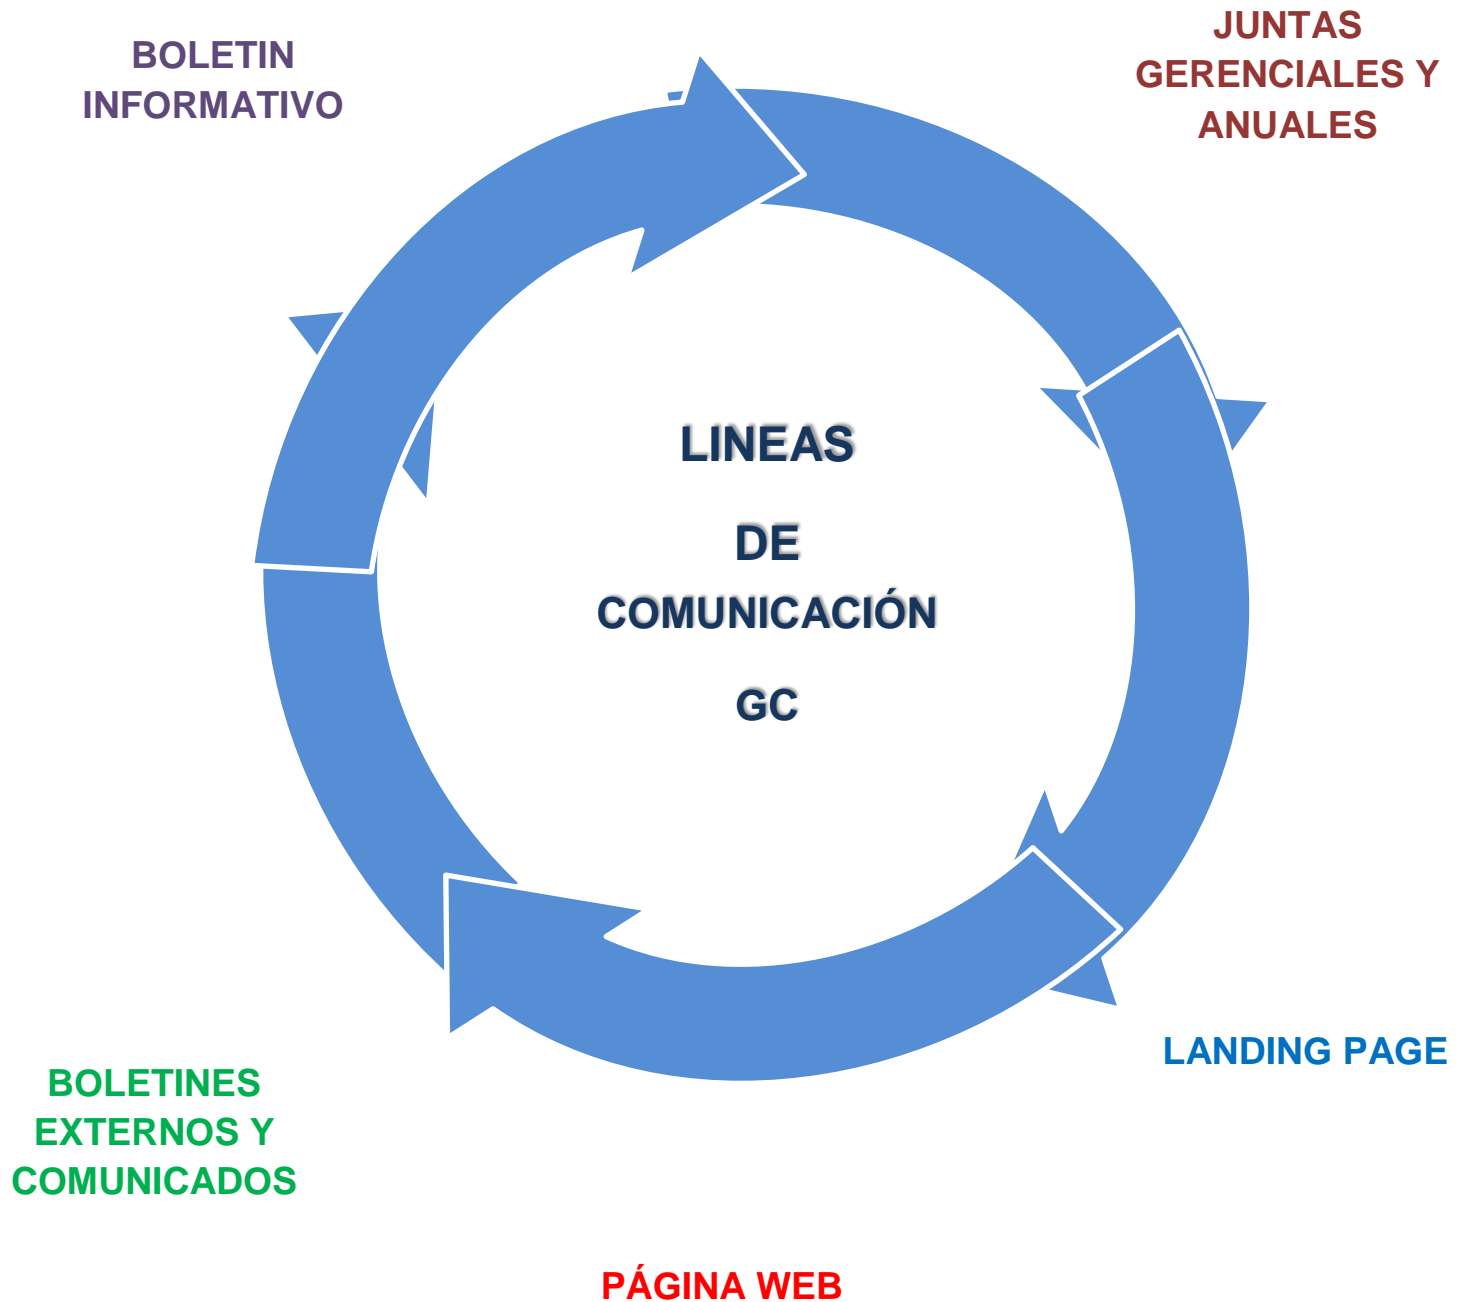 BOLETIN
INFORMATIVO
JUNTAS
GERENCIALES Y
ANUALES
LINEAS
DE
COMUNICACIÓN
GC
LANDING PAGE
BOLETINES
EXTERNOS Y
COMUNICADOS
PÁGINA WEB